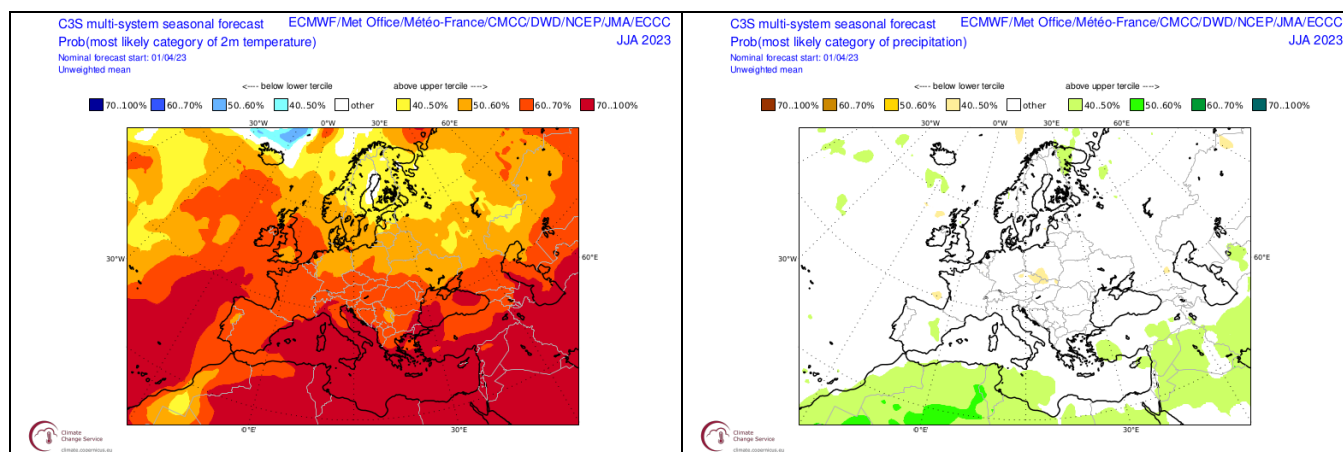 C3S multi-system seasonal forecast ECMWF/Met Office/Météo-France/CMCC/DWD/NCEP/JMA/ECCC
Prob(most likely category of 2m temperature) JJA 2023
Nominal forecast start: 01/04/23
Unweighted mean
<---- below lower tercile above upper tercile ---->
70..100% 60..70% 50..60% 40..50% other 40..50% 50..60% 60..70% 70..100%
30°W 0°W 30°E 60°E
30°W 60°E
0°E 30°E
Climate
Change Service
climate.copernicus.eu
C3S multi-system seasonal forecast ECMWF/Met Office/Météo-France/CMCC/DWD/NCEP/JMA/ECCC
Prob(most likely category of precipitation) JJA 2023
Nominal forecast start: 01/04/23
Unweighted mean
<---- below lower tercile above upper tercile ---->
70..100% 60..70% 50..60% 40..50% other 40..50% 50..60% 60..70% 70..100%
30°W 0°W 30°E 60°E
30°W 60°E
0°E 30°E
Climate
Change Service
climate.copernicus.eu